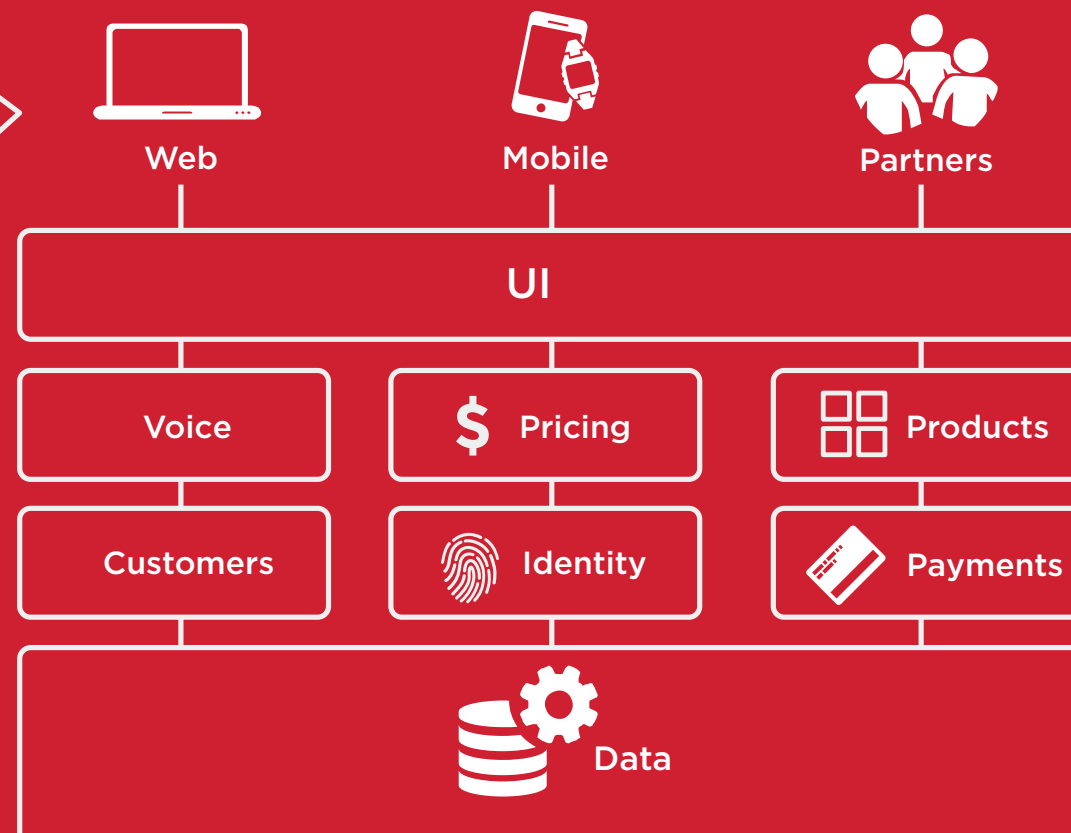 Web
Mobile
Partners
UI
Voice
$ Pricing
Products
Customers
Identity
Payments
Data